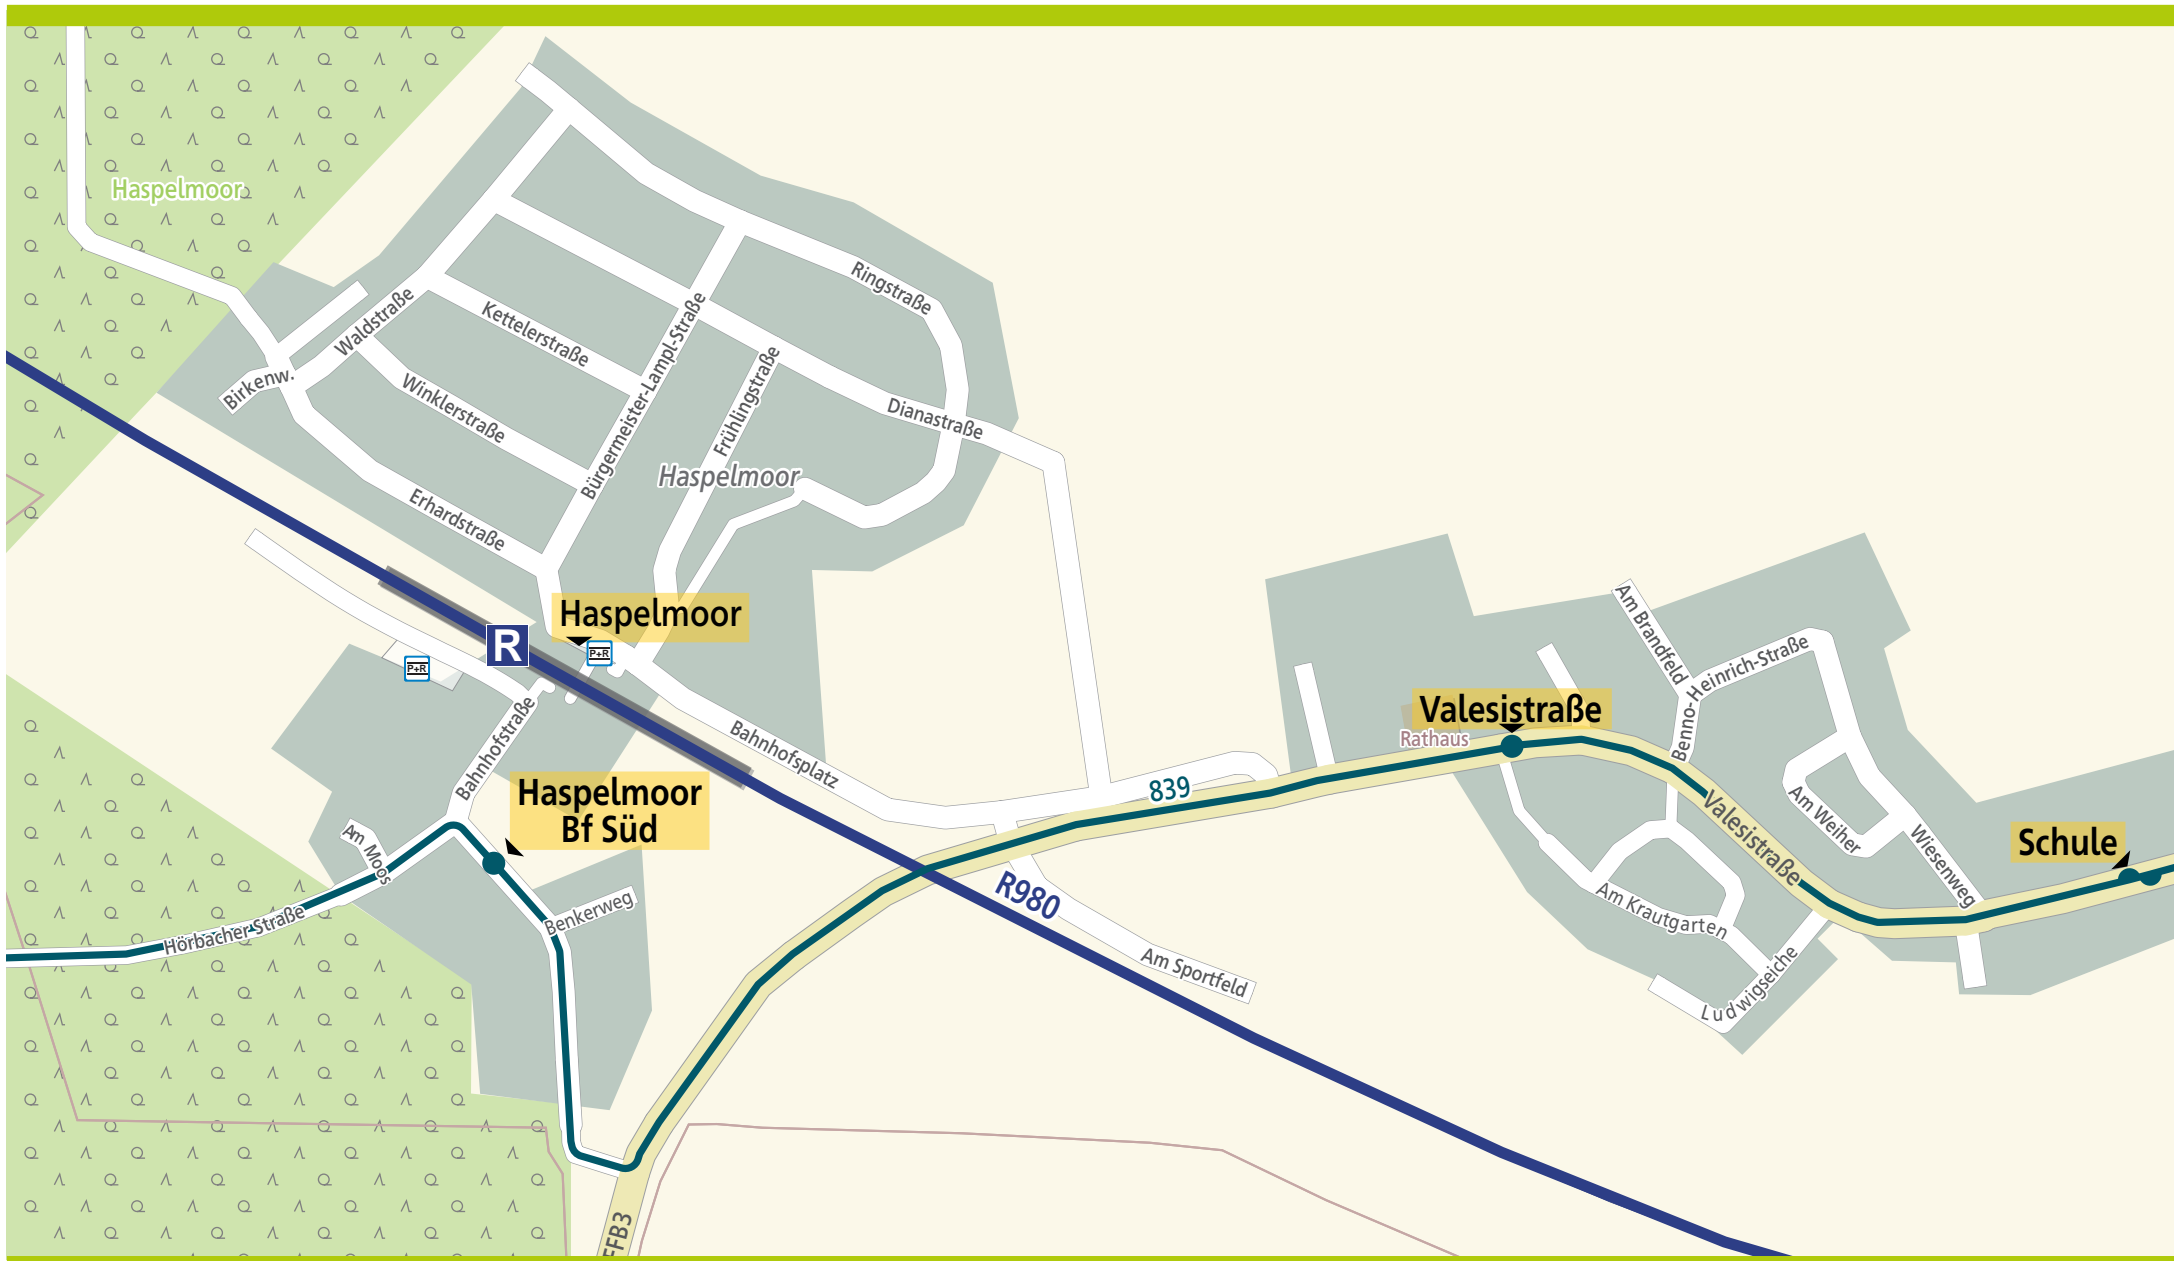 Haspelmoor
Ringstraße
Waldstraße
Kettelerstraße
Bürgermeister-Lampl-Straße
Birkenw.
Winklerstraße
Frühlingstraße
Dianastraße
Haspelmoor
Erhardstraße
Haspelmoor
R
P+R
P+R
Am Brandfeld
Benno-Heinrich-Straße
Valesistraße
Rathaus
Bahnhofstraße
Bahnhofsplatz
839
Haspelmoor
Bf Süd
Am Moos
Valesistraße
Am Weiher
Wiesenweg
Schule
R980
Benkerweg
Hörbacher Straße
Am Krautgarten
Am Sportfeld
Ludwigseiche
FFB3